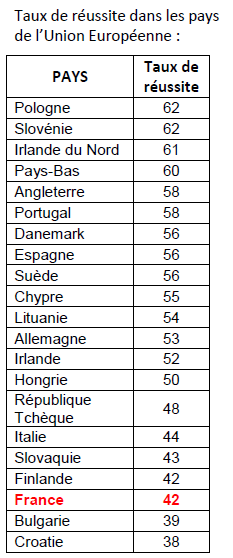 Taux de réussite dans les pays
de l'Union Européenne :
PAYS Taux de
réussite
Pologne 62
Slovénie 62
Irlande du Nord 61
Pays-Bas 60
Angleterre 58
Portugal 58
Danemark 56
Espagne 56
Suède 56
Chypre 55
Lituanie 54
Allemagne 53
Irlande 52
Hongrie 50
République
Tchèque 48
Italie 44
Slovaquie 43
Finlande 42
France 42
Bulgarie 39
Croatie 38